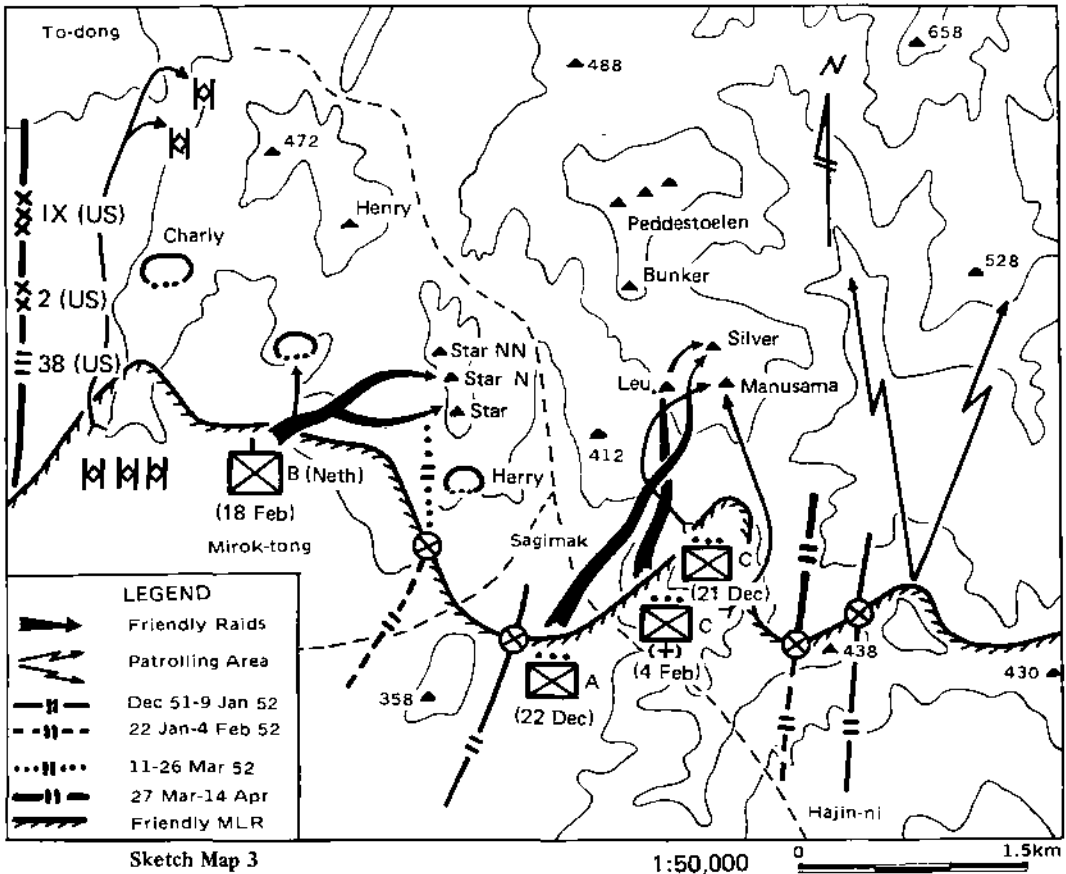 To-dong
658
488
N
472
IX (US)
Henry
Peddestoelen
Charly
528
Bunker
2 (US)
38 (US)
Star NN
Silver
Star N
Leu
Manusama
Star
412
B (Neth)
Harry
(18 Feb)
Mirok-tong
Sagimak
C
(21 Dec)
C
(+)
(4 Feb)
438
430
358
A
(22 Dec)
Hajin-ni
LEGEND
Friendly Raids
Patrolling Area
Dec 51-9 Jan 52
22 Jan-4 Feb 52
11-26 Mar 52
27 Mar-14 Apr
Friendly MLR
Sketch Map 3
1:50,000
0
1.5km